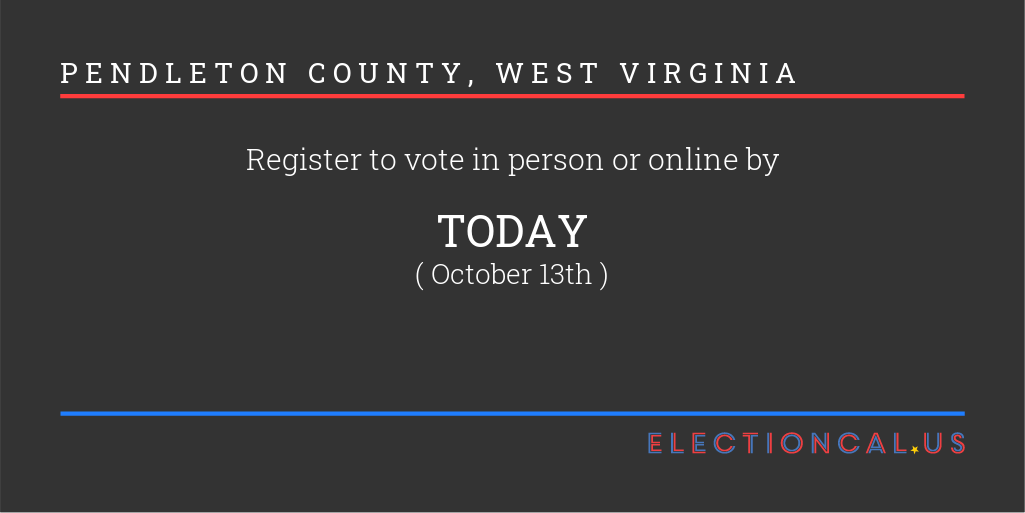 PENDLETON COUNTY, WEST VIRGINIA
Register to vote in person or online by
TODAY
( October 13th )
ELECTIONCAL.US